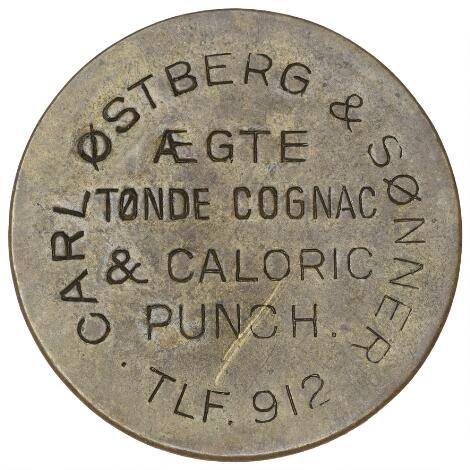 CARL ØSTBERG & SØNNER
ÆGTE
TØNDE COGNAC
& CALORIC
PUNCH.
. TLF. 912